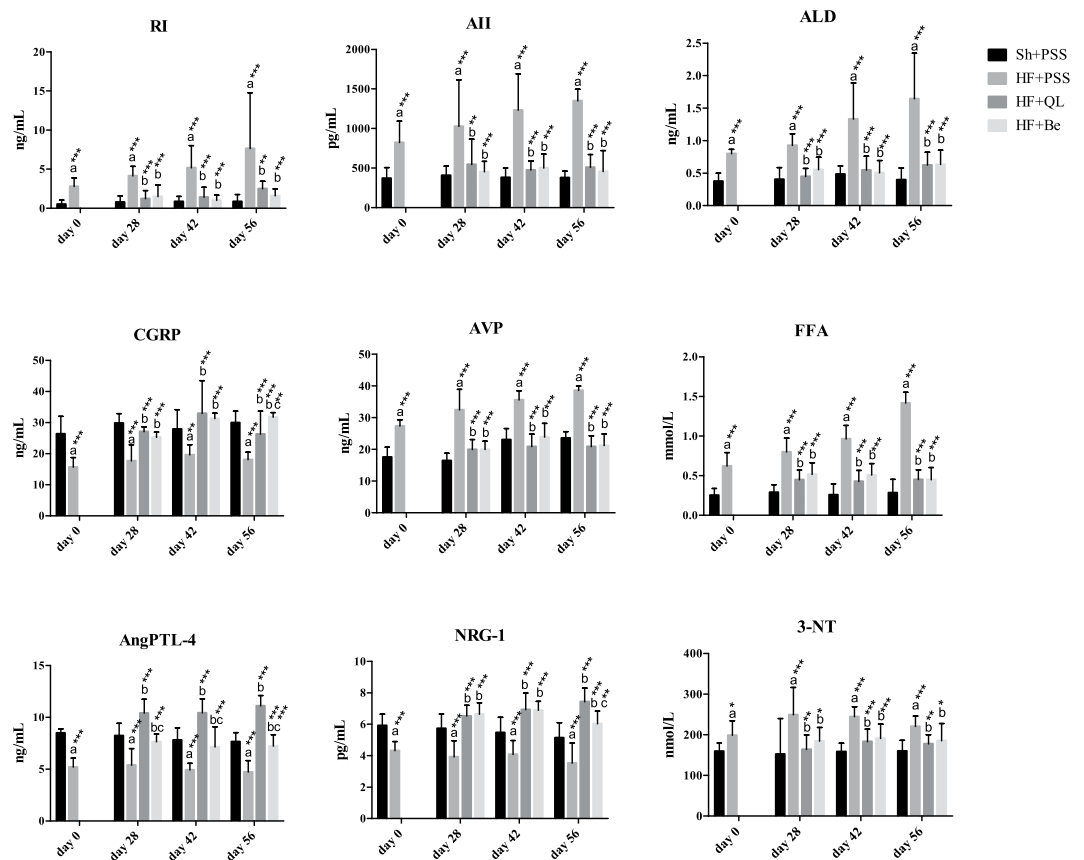 RI
20
15
10
5
0
ng/mL
a***
a*** b*** b***
a*** b*** b***
a*** b** b***
day 0 day 28 day 42 day 56
AII
2000
1500
1000
500
0
pg/mL
a***
a*** b** b***
a*** b*** b***
a*** b*** b***
day 0 day 28 day 42 day 56
ALD
2.5
2.0
1.5
1.0
0.5
0.0
ng/mL
a***
a*** b*** b***
a*** b*** b***
a*** b*** b***
day 0 day 28 day 42 day 56
Sh+PSS
HF+PSS
HF+QL
HF+Be
CGRP
50
40
30
20
10
0
ng/mL
a***
a*** b*** b***
a*** b*** b***
a*** b*** b*** c**
day 0 day 28 day 42 day 56
AVP
50
40
30
20
10
0
ng/mL
a***
a*** b*** b***
a*** b*** b***
a*** b*** b***
day 0 day 28 day 42 day 56
FFA
2.0
1.5
1.0
0.5
0.0
mmol/L
a***
a*** b*** b***
a*** b*** b***
a*** b*** b***
day 0 day 28 day 42 day 56
AngPTL-4
15
10
5
0
ng/mL
a***
a*** b*** bc***
a*** b*** bc***
a*** b*** bc*** ***
day 0 day 28 day 42 day 56
NRG-1
10
8
6
4
2
0
pg/mL
a***
a*** b*** b***
a*** b*** b***
a*** b*** b*** c**
day 0 day 28 day 42 day 56
3-NT
400
300
200
100
0
nmol/L
a*
a*** b** b**
a*** b*** b***
a*** b** b*
day 0 day 28 day 42 day 56